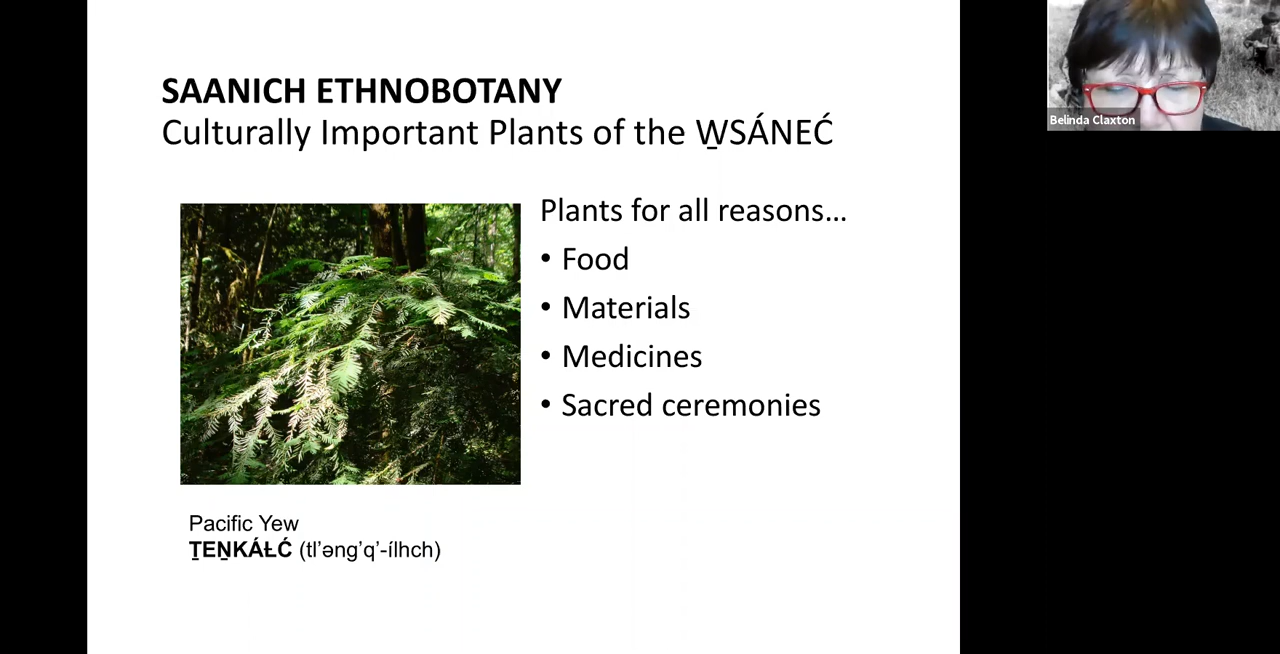 SAANICH ETHNOBOTANY
Culturally Important Plants of the W̱SÁNEĆ
Plants for all reasons...
• Food
• Materials
• Medicines
• Sacred ceremonies
Pacific Yew
ṮEṈKÁŁĆ (tl’əng’q’-ílhch)
Belinda Claxton